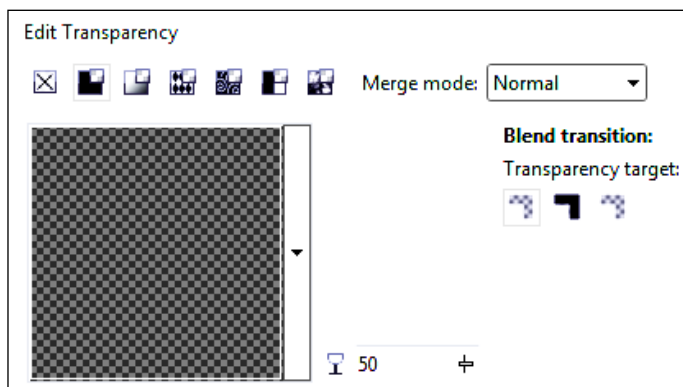 Edit Transparency
Merge mode: Normal
Blend transition:
Transparency target:
50